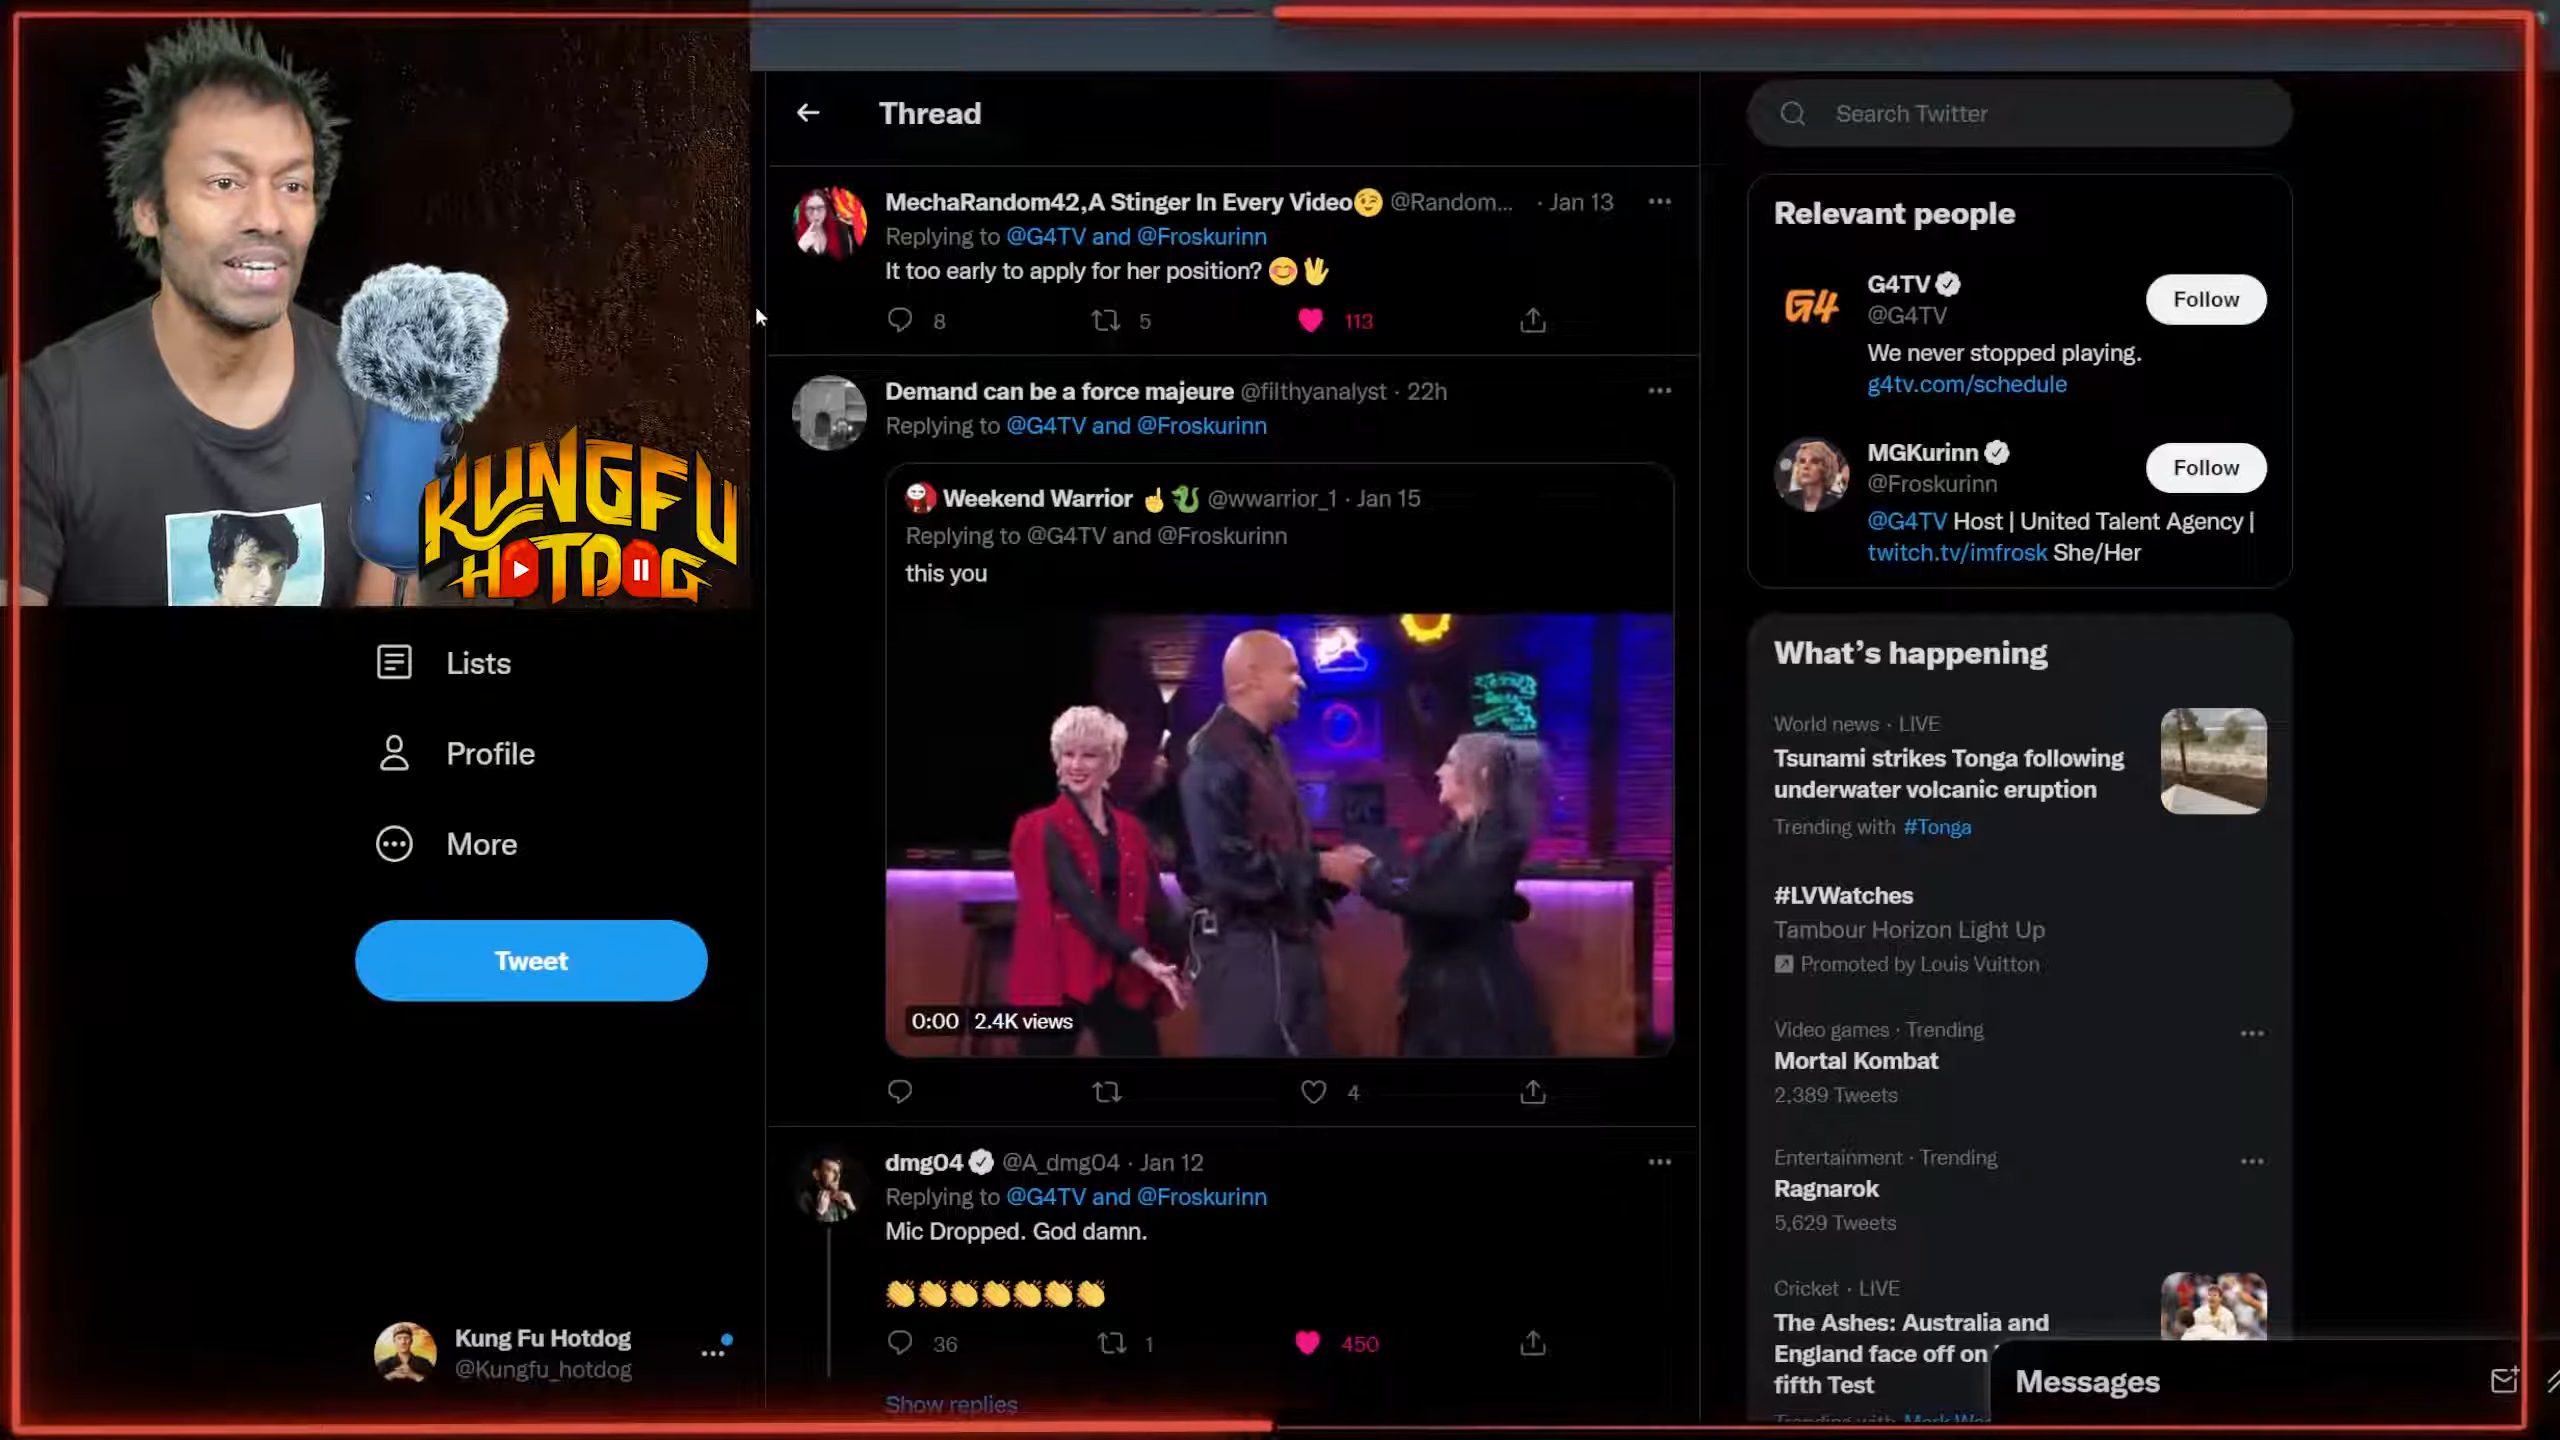 Thread
MechaRandom42,A Stinger In Every Video😉 @Random... · Jan 13
Replying to @G4TV and @Froskurinn
It too early to apply for her position? 😊🖖
8 5 113
Demand can be a force majeure @filthyanalyst · 22h
Replying to @G4TV and @Froskurinn
Weekend Warrior ☝️🐉 @wwarrior_1 · Jan 15
Replying to @G4TV and @Froskurinn
this you
0:00 2.4K views
4
dmg04 @A_dmg04 · Jan 12
Replying to @G4TV and @Froskurinn
Mic Dropped. God damn.
👏👏👏👏👏👏👏
36 1 450
Show replies
KUNGFU
HOTDOG
Lists
Profile
More
Tweet
Kung Fu Hotdog
@Kungfu_hotdog
Search Twitter
Relevant people
G4
G4TV
@G4TV
Follow
We never stopped playing.
g4tv.com/schedule
MGKurinn
@Froskurinn
Follow
@G4TV Host | United Talent Agency |
twitch.tv/imfrosk She/Her
What's happening
World news · LIVE
Tsunami strikes Tonga following
underwater volcanic eruption
Trending with #Tonga
#LVWatches
Tambour Horizon Light Up
Promoted by Louis Vuitton
Video games · Trending
Mortal Kombat
2,389 Tweets
Entertainment · Trending
Ragnarok
5,629 Tweets
Cricket · LIVE
The Ashes: Australia and
England face off on
fifth Test
Trending with Mark
Messages